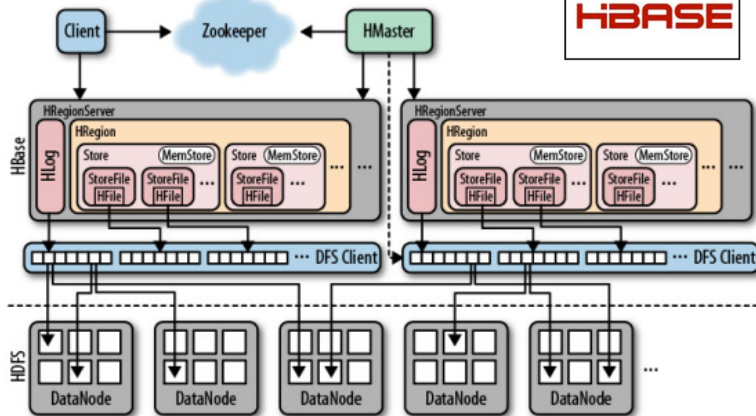 Client
Zookeeper
HMaster
HBASE
HBase
HRegionServer
HLog
HRegion
Store
MemStore
StoreFile
HFile
StoreFile
HFile
...
Store
MemStore
StoreFile
HFile
...
...
...
HRegionServer
HLog
HRegion
Store
MemStore
StoreFile
HFile
StoreFile
HFile
...
Store
MemStore
StoreFile
HFile
...
...
...
... DFS Client
... DFS Client
HDFS
DataNode
DataNode
DataNode
DataNode
DataNode
...